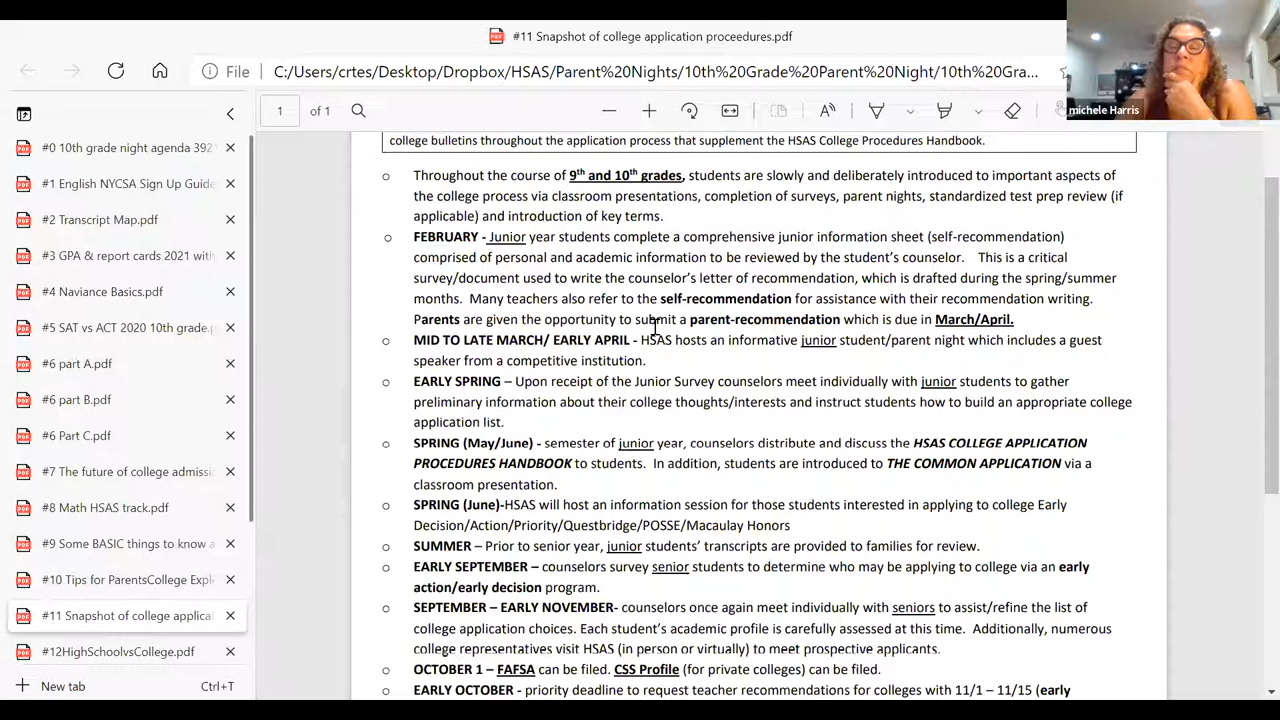 #11 Snapshot of college application proceedures.pdf
File
C:/Users/crtes/Desktop/Dropbox/HSAS/Parent%20Nights/10th%20Grade%20Parent%20Night/10th%20Gra...
michele Harris
1 of 1
#0 10th grade night agenda 392
#1 English NYCSA Sign Up Guide
#2 Transcript Map.pdf
#3 GPA & report cards 2021 with
#4 Naviance Basics.pdf
#5 SAT vs ACT 2020 10th grade.p
#6 part A.pdf
#6 part B.pdf
#6 Part C.pdf
#7 The future of college admissi
#8 Math HSAS track.pdf
#9 Some BASIC things to know a
#10 Tips for ParentsCollege Expl
#11 Snapshot of college applica
#12HighSchoolvsCollege.pdf
New tab Ctrl+T
college bulletins throughout the application process that supplement the HSAS College Procedures Handbook.
Throughout the course of 9th and 10th grades, students are slowly and deliberately introduced to important aspects of
the college process via classroom presentations, completion of surveys, parent nights, standardized test prep review (if
applicable) and introduction of key terms.
FEBRUARY - Junior year students complete a comprehensive junior information sheet (self-recommendation)
comprised of personal and academic information to be reviewed by the student's counselor. This is a critical
survey/document used to write the counselor's letter of recommendation, which is drafted during the spring/summer
months. Many teachers also refer to the self-recommendation for assistance with their recommendation writing.
Parents are given the opportunity to submit a parent-recommendation which is due in March/April.
MID TO LATE MARCH/ EARLY APRIL - HSAS hosts an informative junior student/parent night which includes a guest
speaker from a competitive institution.
EARLY SPRING – Upon receipt of the Junior Survey counselors meet individually with junior students to gather
preliminary information about their college thoughts/interests and instruct students how to build an appropriate college
application list.
SPRING (May/June) - semester of junior year, counselors distribute and discuss the HSAS COLLEGE APPLICATION
PROCEDURES HANDBOOK to students. In addition, students are introduced to THE COMMON APPLICATION via a
classroom presentation.
SPRING (June)-HSAS will host an information session for those students interested in applying to college Early
Decision/Action/Priority/Questbridge/POSSE/Macaulay Honors
SUMMER – Prior to senior year, junior students' transcripts are provided to families for review.
EARLY SEPTEMBER – counselors survey senior students to determine who may be applying to college via an early
action/early decision program.
SEPTEMBER – EARLY NOVEMBER- counselors once again meet individually with seniors to assist/refine the list of
college application choices. Each student's academic profile is carefully assessed at this time. Additionally, numerous
college representatives visit HSAS (in person or virtually) to meet prospective applicants.
OCTOBER 1 – FAFSA can be filed. CSS Profile (for private colleges) can be filed.
EARLY OCTOBER - priority deadline to request teacher recommendations for colleges with 11/1 – 11/15 (early